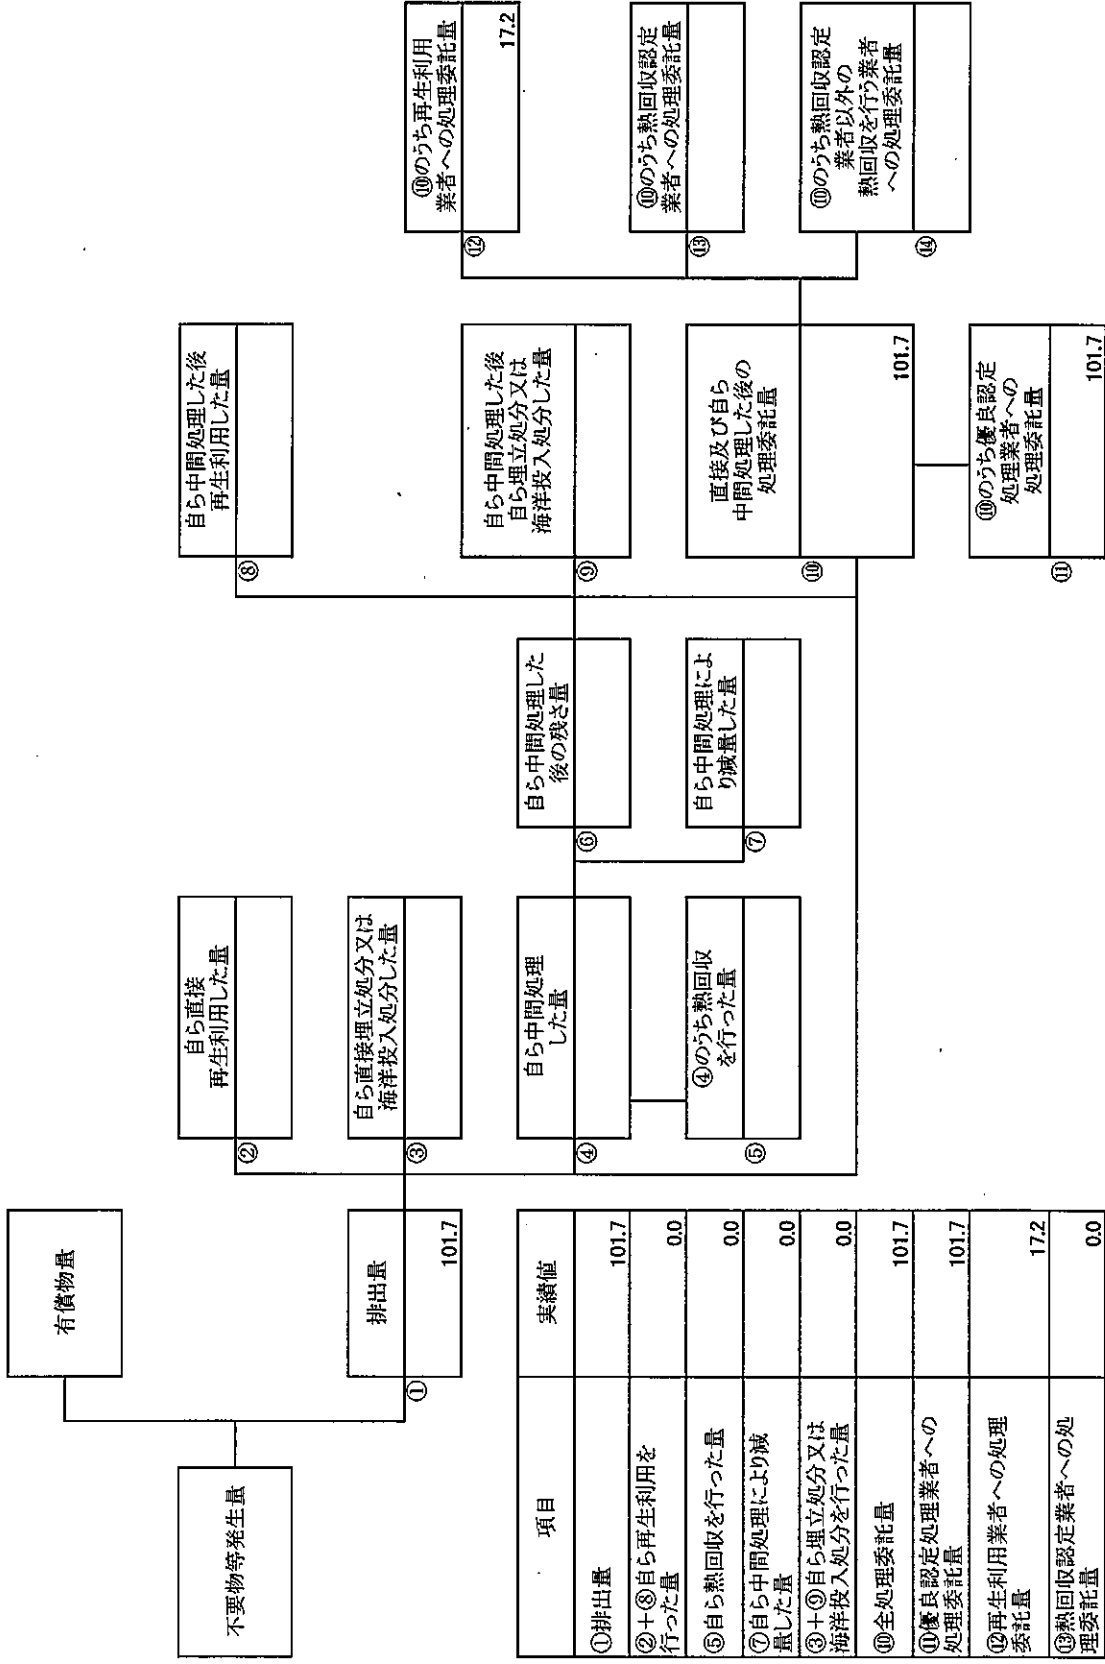 不要物等発生量
有償物量
①
排出量
101.7
②
自ら直接
再生利用した量
③
自ら直接埋立処分又は
海洋投入処分した量
④
自ら中間処理
した量
⑤
④のうち熱回収
を行った量
⑥
自ら中間処理した
後の残さ量
⑦
自ら中間処理によ
り減量した量
⑧
自ら中間処理した後
再生利用した量
⑨
自ら中間処理した後
自ら埋立処分又は
海洋投入処分した量
⑩
直接及び自ら
中間処理した後の
処理委託量
101.7
⑪
⑩のうち優良認定
処理業者への
処理委託量
101.7
⑫
⑩のうち再生利用
業者への処理委託量
17.2
⑬
⑩のうち熱回収認定
業者への処理委託量
⑭
⑩のうち熱回収認定
業者以外の
熱回収を行う業者
への処理委託量
項目 実績値
①排出量 101.7
②+⑧自ら再生利用を
行った量 0.0
⑤自ら熱回収を行った量 0.0
⑦自ら中間処理により減
量した量 0.0
③+⑨自ら埋立処分又は
海洋投入処分を行った量 0.0
⑩全処理委託量 101.7
⑪優良認定処理業者への
処理委託量 101.7
⑫再生利用業者への処理
委託量 17.2
⑬熱回収認定業者への処
理委託量 0.0